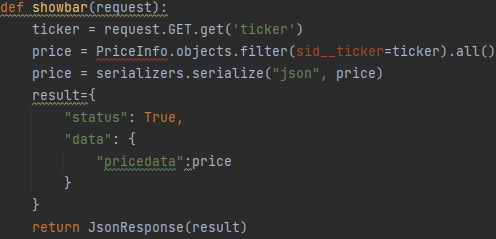 def showbar(request):
    ticker = request.GET.get('ticker')
    price = PriceInfo.objects.filter(sid__ticker=ticker).all()
    price = serializers.serialize("json", price)
    result={
        "status": True,
        "data": {
            "pricedata":price
        }
    }
    return JsonResponse(result)